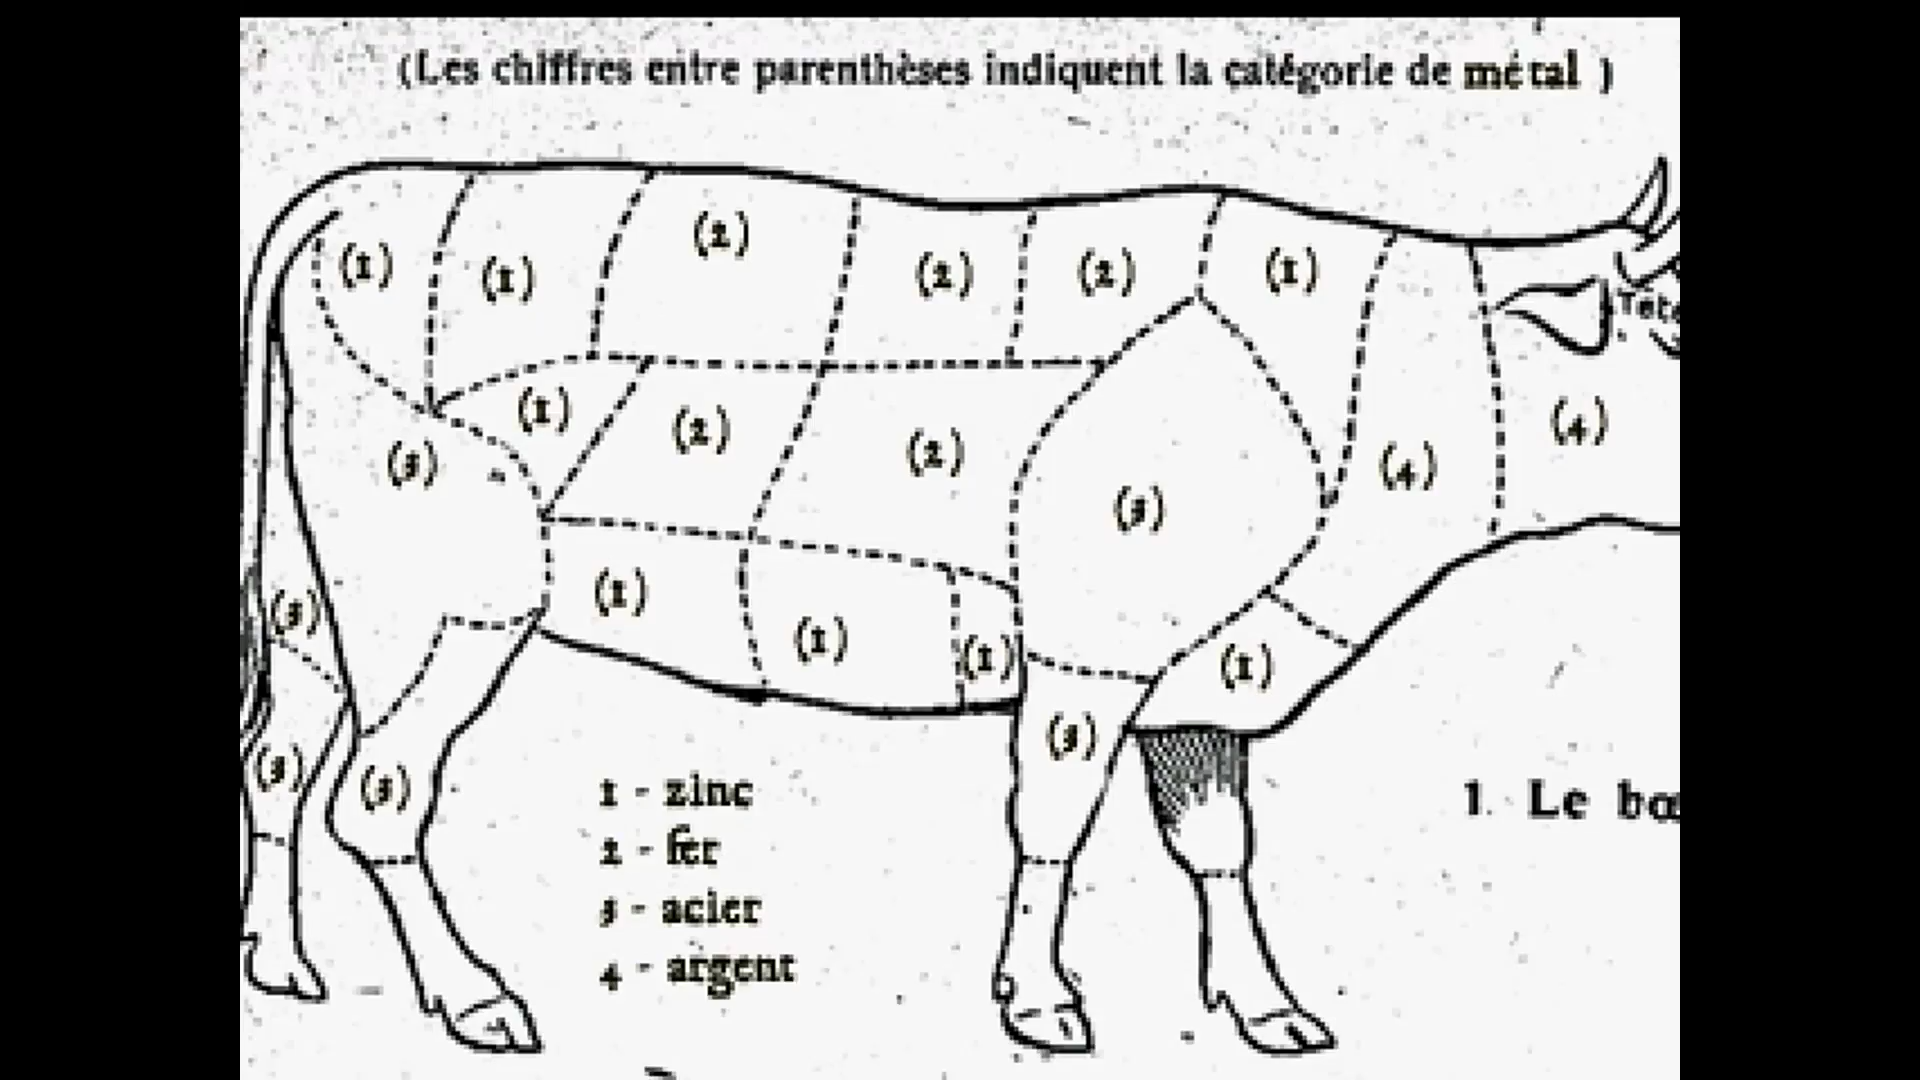 (Les chiffres entre parenthèses indiquent la catégorie de métal )
(1) (1) (2) (2) (2) (1)
(1) (2) (2) (4) (4)
(3) (3)
(1) (1) (1) (1)
(3) (3) (3) (3)
1 - zinc
2 - fer
3 - acier
4 - argent
1. Le